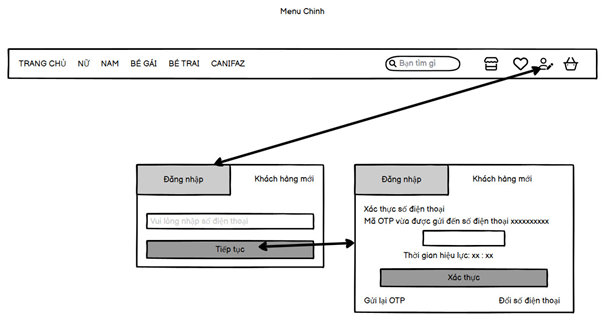 Menu Chính
TRANG CHỦ NỮ NAM BÉ GÁI BÉ TRAI CANIFAZ Bạn tìm gì
Đăng nhập Khách hàng mới
Vui lòng nhập số điện thoại
Tiếp tục
Đăng nhập Khách hàng mới
Xác thực số điện thoại
Mã OTP vừa được gửi đến số điện thoại xxxxxxxxxx
Thời gian hiệu lực: xx : xx
Xác thực
Gửi lại OTP Đổi số điện thoại